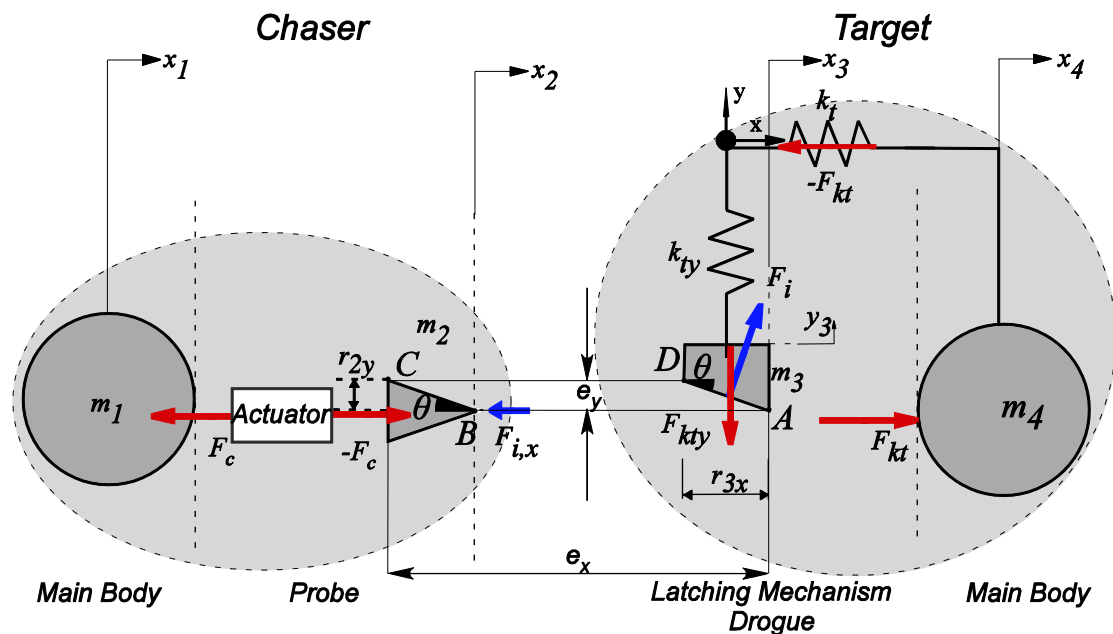 Chaser
Target
x1
x2
x3
x4
y
x
kt
-Fkt
kty
Fi
y3
m2
r2y
C
D
θ
m3
ey
m1
Actuator
θ
B
A
m4
Fc
-Fc
Fi,x
Fkty
Fkt
r3x
ex
Main Body
Probe
Latching Mechanism
Drogue
Main Body